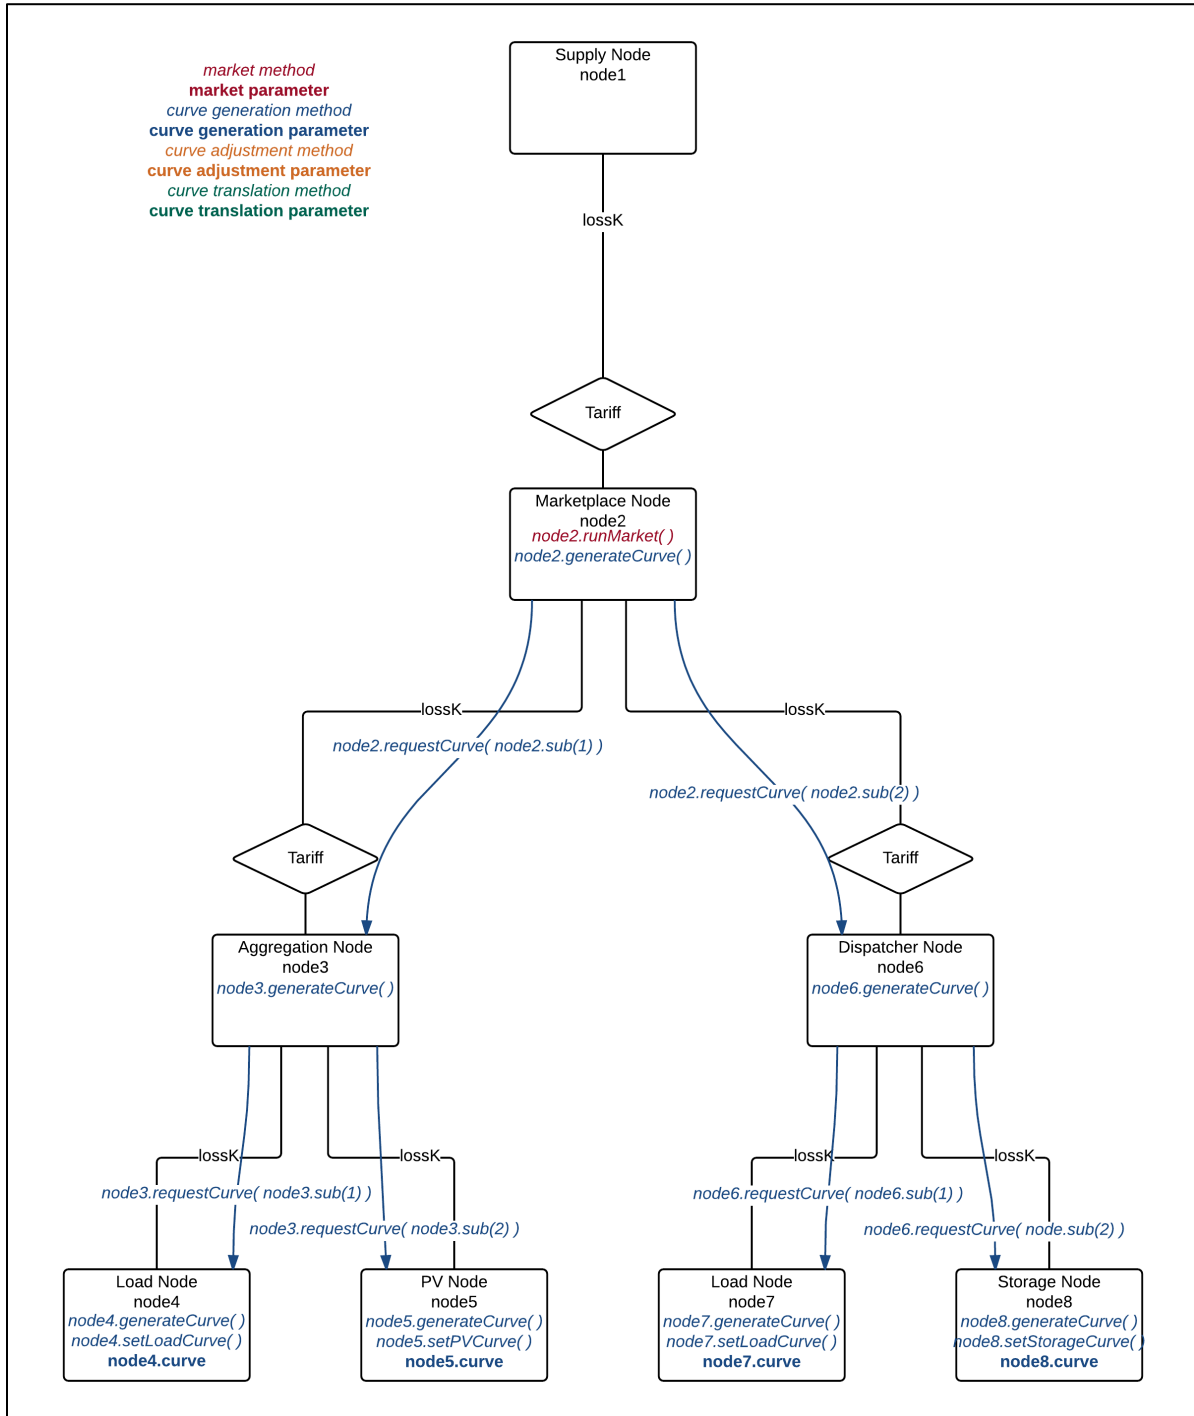 Supply Node
node1
market method
market parameter
curve generation method
curve generation parameter
curve adjustment method
curve adjustment parameter
curve translation method
curve translation parameter
lossK
Tariff
Marketplace Node
node2
node2.runMarket( )
node2.generateCurve( )
lossK
lossK
node2.requestCurve( node2.sub(1) )
node2.requestCurve( node2.sub(2) )
Tariff
Tariff
Aggregation Node
node3
node3.generateCurve( )
Dispatcher Node
node6
node6.generateCurve( )
lossK
lossK
lossK
lossK
node3.requestCurve( node3.sub(1) )
node3.requestCurve( node3.sub(2) )
node6.requestCurve( node6.sub(1) )
node6.requestCurve( node.sub(2) )
Load Node
node4
node4.generateCurve( )
node4.setLoadCurve( )
node4.curve
PV Node
node5
node5.generateCurve( )
node5.setPVCurve( )
node5.curve
Load Node
node7
node7.generateCurve( )
node7.setLoadCurve( )
node7.curve
Storage Node
node8
node8.generateCurve( )
node8.setStorageCurve( )
node8.curve